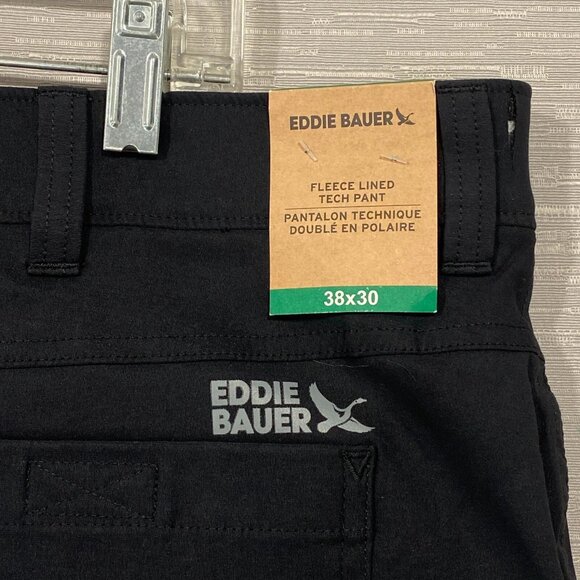 EDDIE BAUER
FLEECE LINED
TECH PANT
PANTALON TECHNIQUE
DOUBLÉ EN POLAIRE
38x30
EDDIE
BAUER